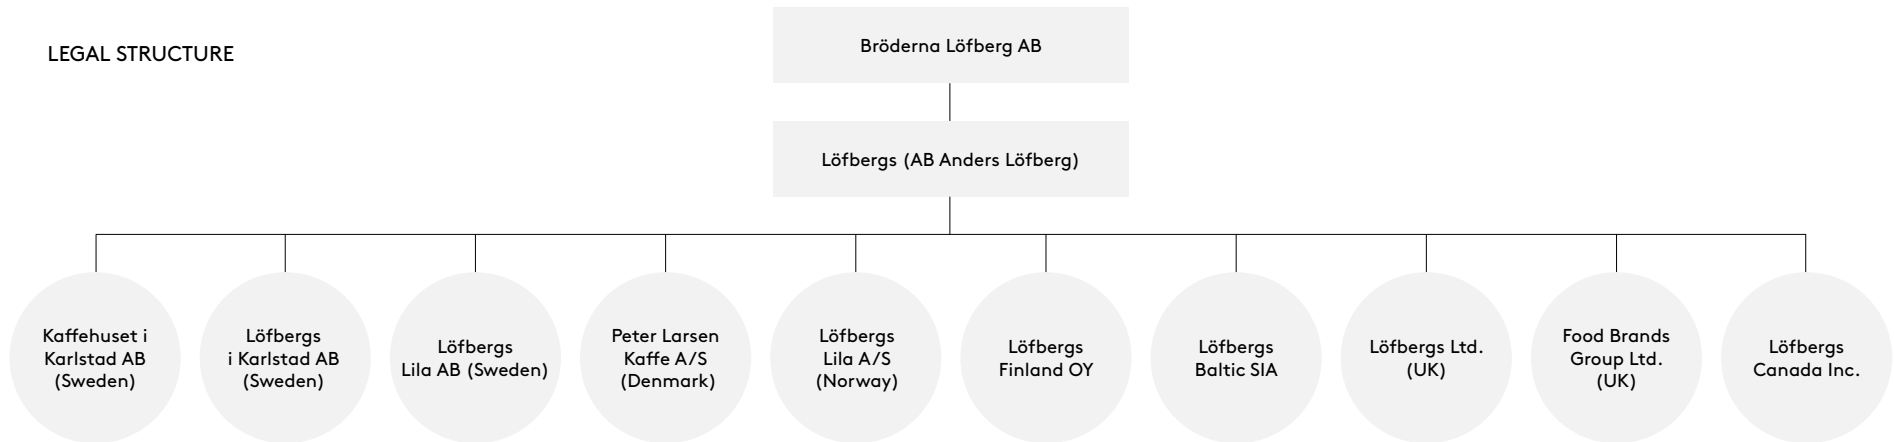 LEGAL STRUCTURE
Bröderna Löfberg AB
Löfbergs (AB Anders Löfberg)
Kaffehuset i
Karlstad AB
(Sweden)
Löfbergs
i Karlstad AB
(Sweden)
Löfbergs
Lila AB (Sweden)
Peter Larsen
Kaffe A/S
(Denmark)
Löfbergs
Lila A/S
(Norway)
Löfbergs
Finland OY
Löfbergs
Baltic SIA
Löfbergs Ltd.
(UK)
Food Brands
Group Ltd.
(UK)
Löfbergs
Canada Inc.